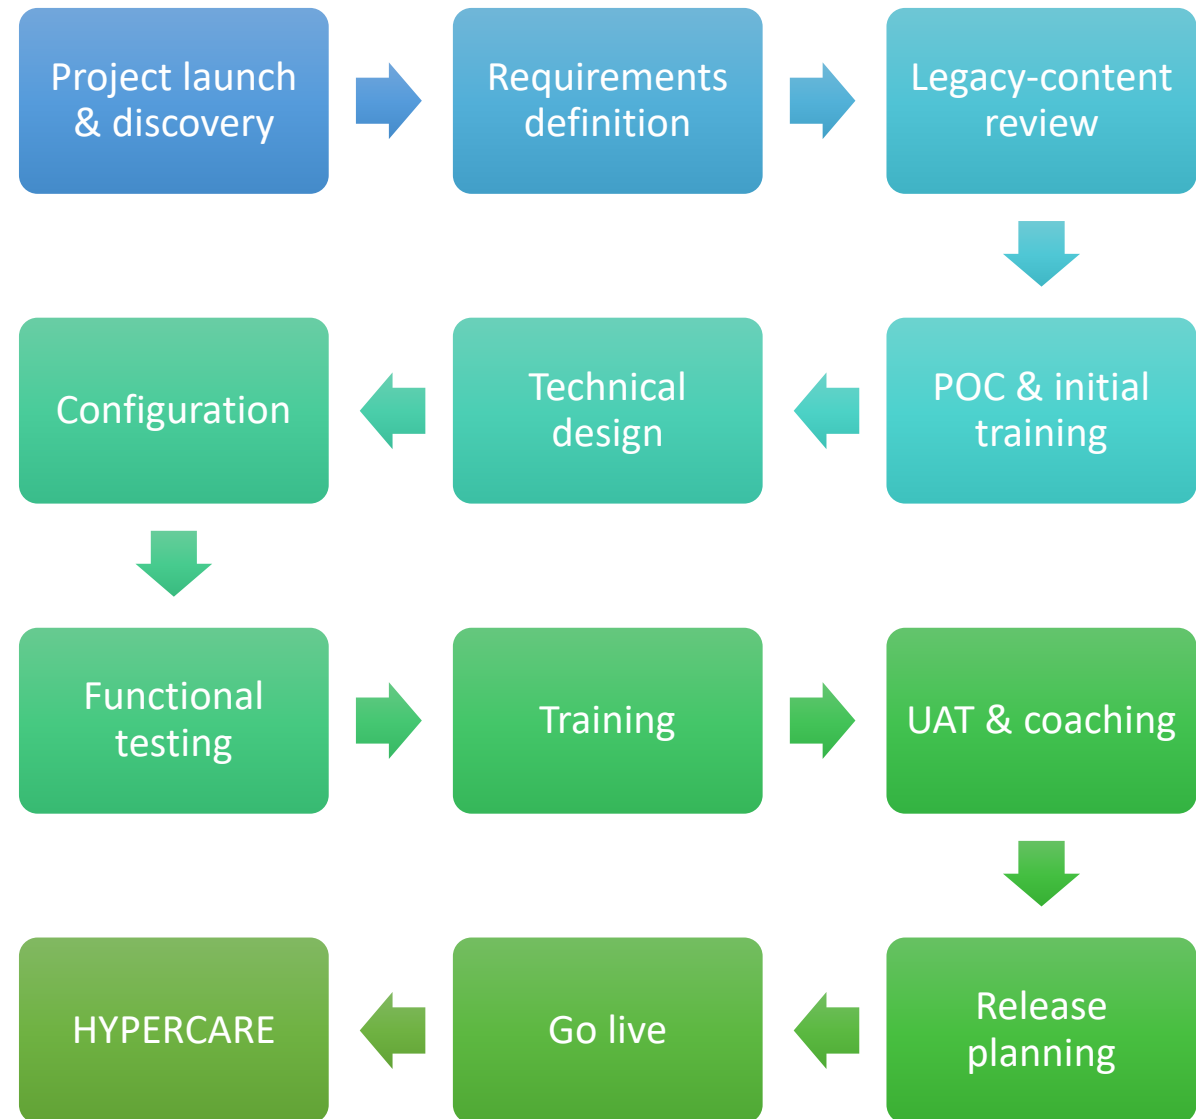 Project launch
& discovery
Requirements
definition
Legacy-content
review
POC & initial
training
Technical
design
Configuration
Functional
testing
Training
UAT & coaching
Release
planning
Go live
HYPERCARE